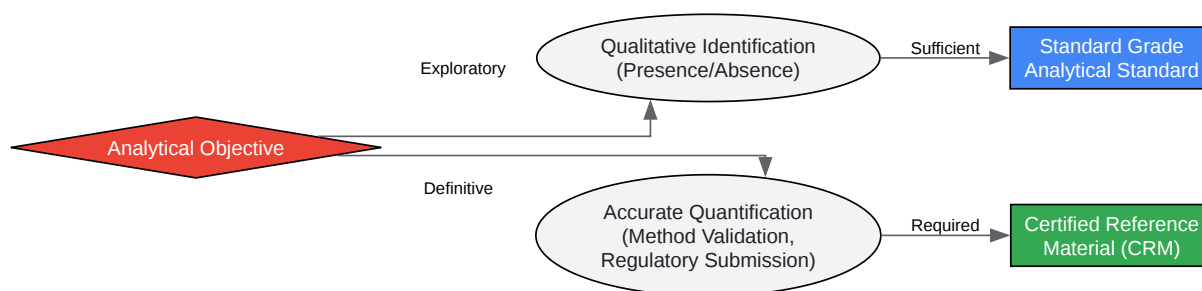 Qualitative Identification
(Presence/Absence)
Sufficient
Standard Grade
Analytical Standard
Exploratory
Analytical Objective
Definitive
Accurate Quantification
(Method Validation,
Regulatory Submission)
Required
Certified Reference
Material (CRM)